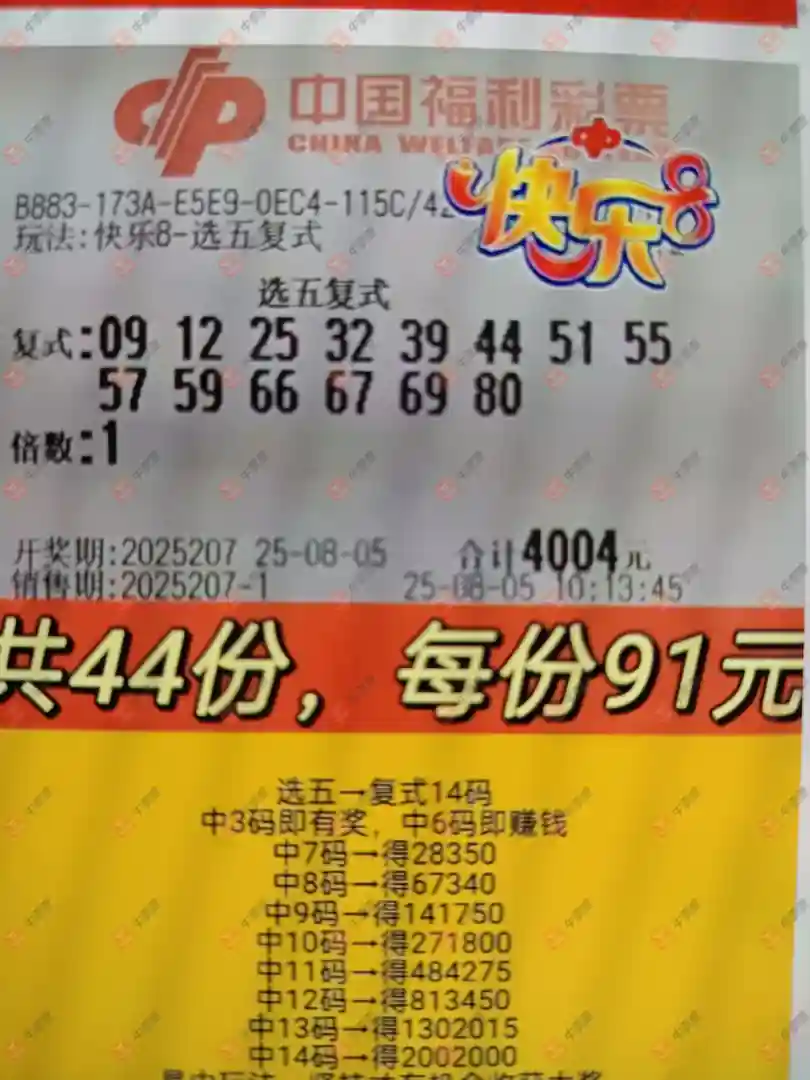 中国福利彩票
CHINA WELFARE
中
快乐8
B883-173A-E5E9-0EC4-115C/42
玩法:快乐8-选五复式
选五复式
复式:09 12 25 32 39 44 51 55
57 59 66 67 69 80
倍数:1
开奖期:2025207 25-08-05 合计4004元
销售期:2025207-1 25-08-05 10:13:45
共44份，每份91元
选五→复式14码
中3码即有奖，中6码即赚钱
中7码→得28350
中8码→得67340
中9码→得141750
中10码→得271800
中11码→得484275
中12码→得813450
中13码→得1302015
中14码→得2002000